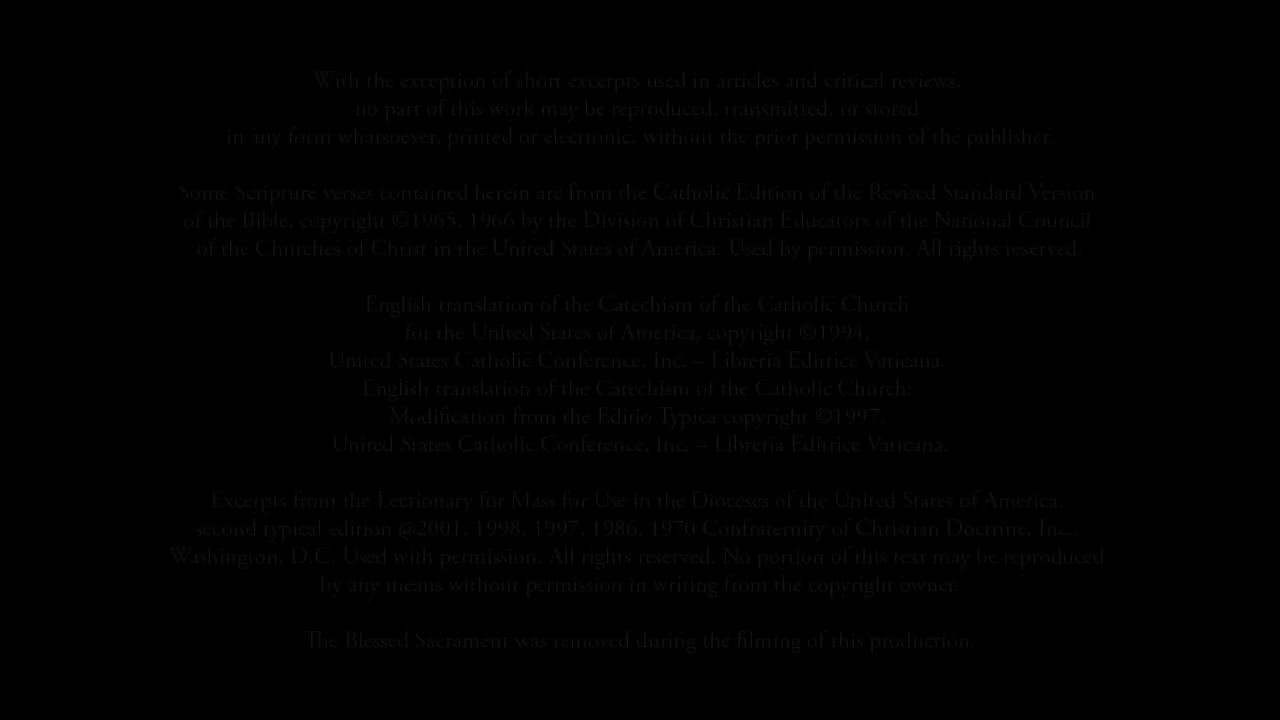 With the exception of short excerpts used in articles and critical reviews,
no part of this work may be reproduced, transmitted, or stored
in any form whatsoever, printed or electronic, without the prior permission of the publisher.
Some Scripture verses contained herein are from the Catholic Edition of the Revised Standard Version
of the Bible, copyright ©1965, 1966 by the Division of Christian Educators of the National Council
of the Churches of Christ in the United States of America. Used by permission. All rights reserved.
English translation of the Catechism of the Catholic Church
for the United States of America, copyright ©1994,
United States Catholic Conference, Inc. – Libreria Editrice Vaticana.
English translation of the Catechism of the Catholic Church:
Modification from the Editio Typica copyright ©1997,
United States Catholic Conference, Inc. – Libreria Editrice Vaticana.
Excerpts from the Lectionary for Mass for Use in the Dioceses of the United States of America,
second typical edition @2001, 1998, 1997, 1986, 1970 Confraternity of Christian Doctrine, Inc.,
Washington, D.C. Used with permission. All rights reserved. No portion of this text may be reproduced
by any means without permission in writing from the copyright owner.
The Blessed Sacrament was removed during the filming of this production.